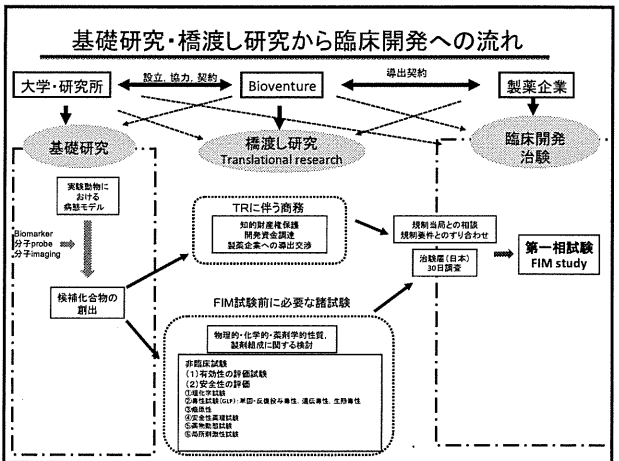 基礎研究・橋渡し研究から臨床開発への流れ
大学・研究所
設立, 協力, 契約
Bioventure
導出契約
製薬企業
基礎研究
橋渡し研究
Translational research
臨床開発
治験
実験動物に
おける
病態モデル
Biomarker
分子probe
分子imaging
候補化合物の
創出
TRに伴う商務
知的財産権保護
開発資金調達
製薬企業への導出交渉
規制当局との相談
規制要件とのすり合わせ
治験届(日本)
30日調査
第一相試験
FIM study
FIM試験前に必要な諸試験
物理的・化学的・薬剤学的性質,
製剤組成に関する検討
非臨床試験
(1)有効性の評価試験
(2)安全性の評価
①理化学試験
②毒性試験(GLP):単回・反復投与毒性, 遺伝毒性, 生殖毒性
③癌原性
④安全性薬理試験
⑤薬物動態試験
⑥局所刺激性試験